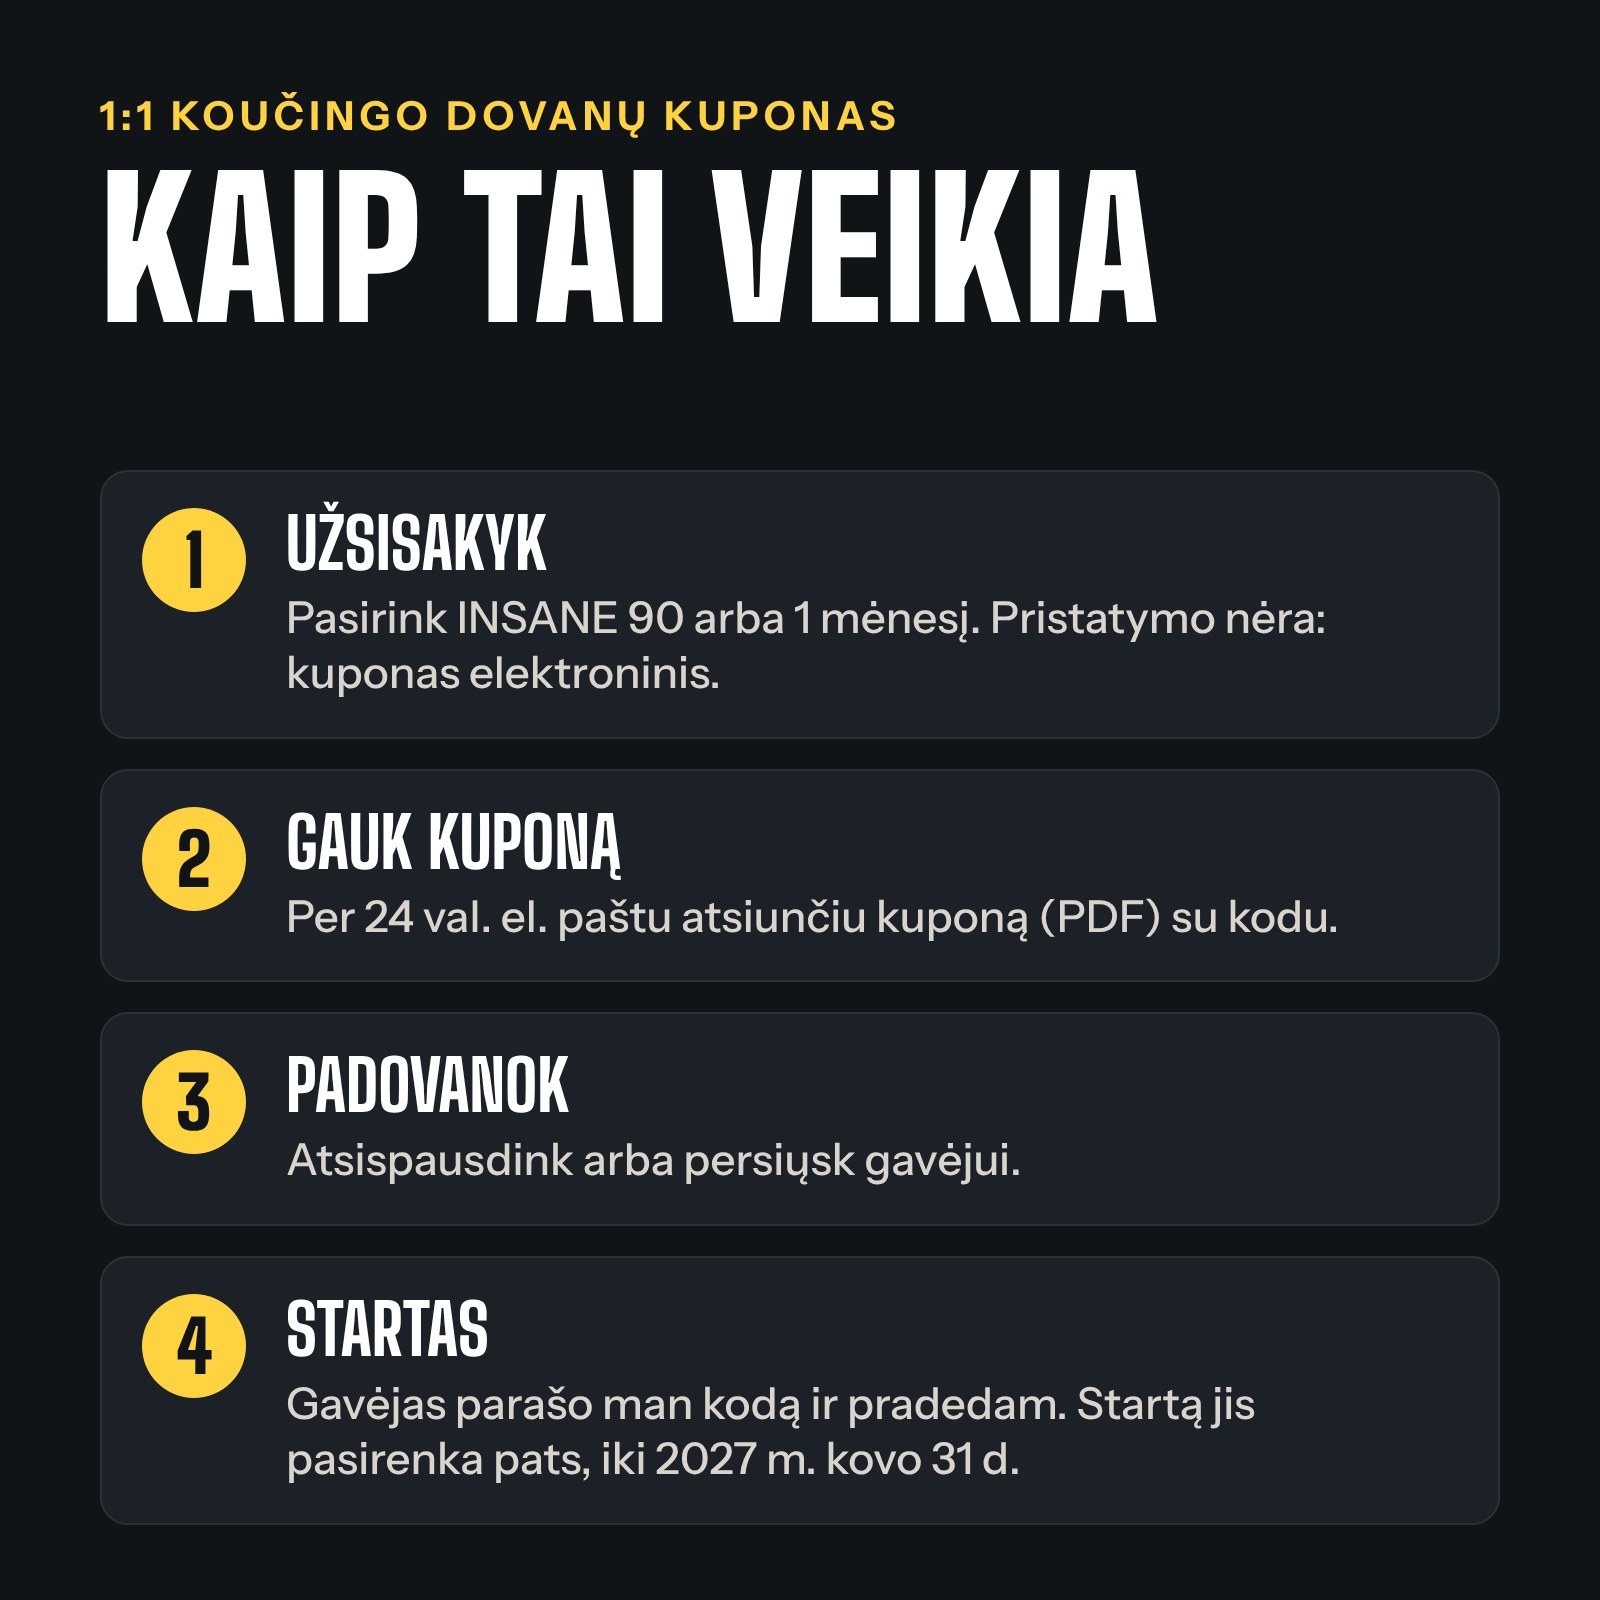 1:1 KOUČINGO DOVANŲ KUPONAS
KAIP TAI VEIKIA
1
UŽSISAKYK
Pasirink INSANE 90 arba 1 mėnesį. Pristatymo nėra:
kuponas elektroninis.
2
GAUK KUPONĄ
Per 24 val. el. paštu atsiunčiu kuponą (PDF) su kodu.
3
PADOVANOK
Atsispausdink arba persiųsk gavėjui.
4
STARTAS
Gavėjas parašo man kodą ir pradedam. Startą jis
pasirenka pats, iki 2027 m. kovo 31 d.